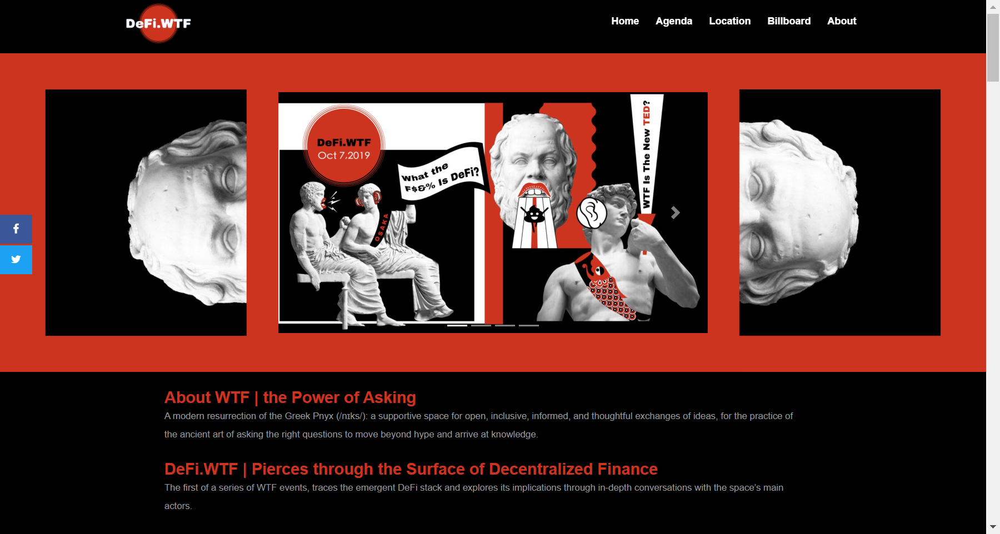 DeFi.WTF
Home Agenda Location Billboard About
DeFi.WTF
Oct 7,2019
What the
F$&% Is DeFi?
OSAKA
WTF Is The New TED?
About WTF | the Power of Asking
A modern resurrection of the Greek Pnyx (/nɪks/): a supportive space for open, inclusive, informed, and thoughtful exchanges of ideas, for the practice of
the ancient art of asking the right questions to move beyond hype and arrive at knowledge.
DeFi.WTF | Pierces through the Surface of Decentralized Finance
The first of a series of WTF events, traces the emergent DeFi stack and explores its implications through in-depth conversations with the space’s main
actors.